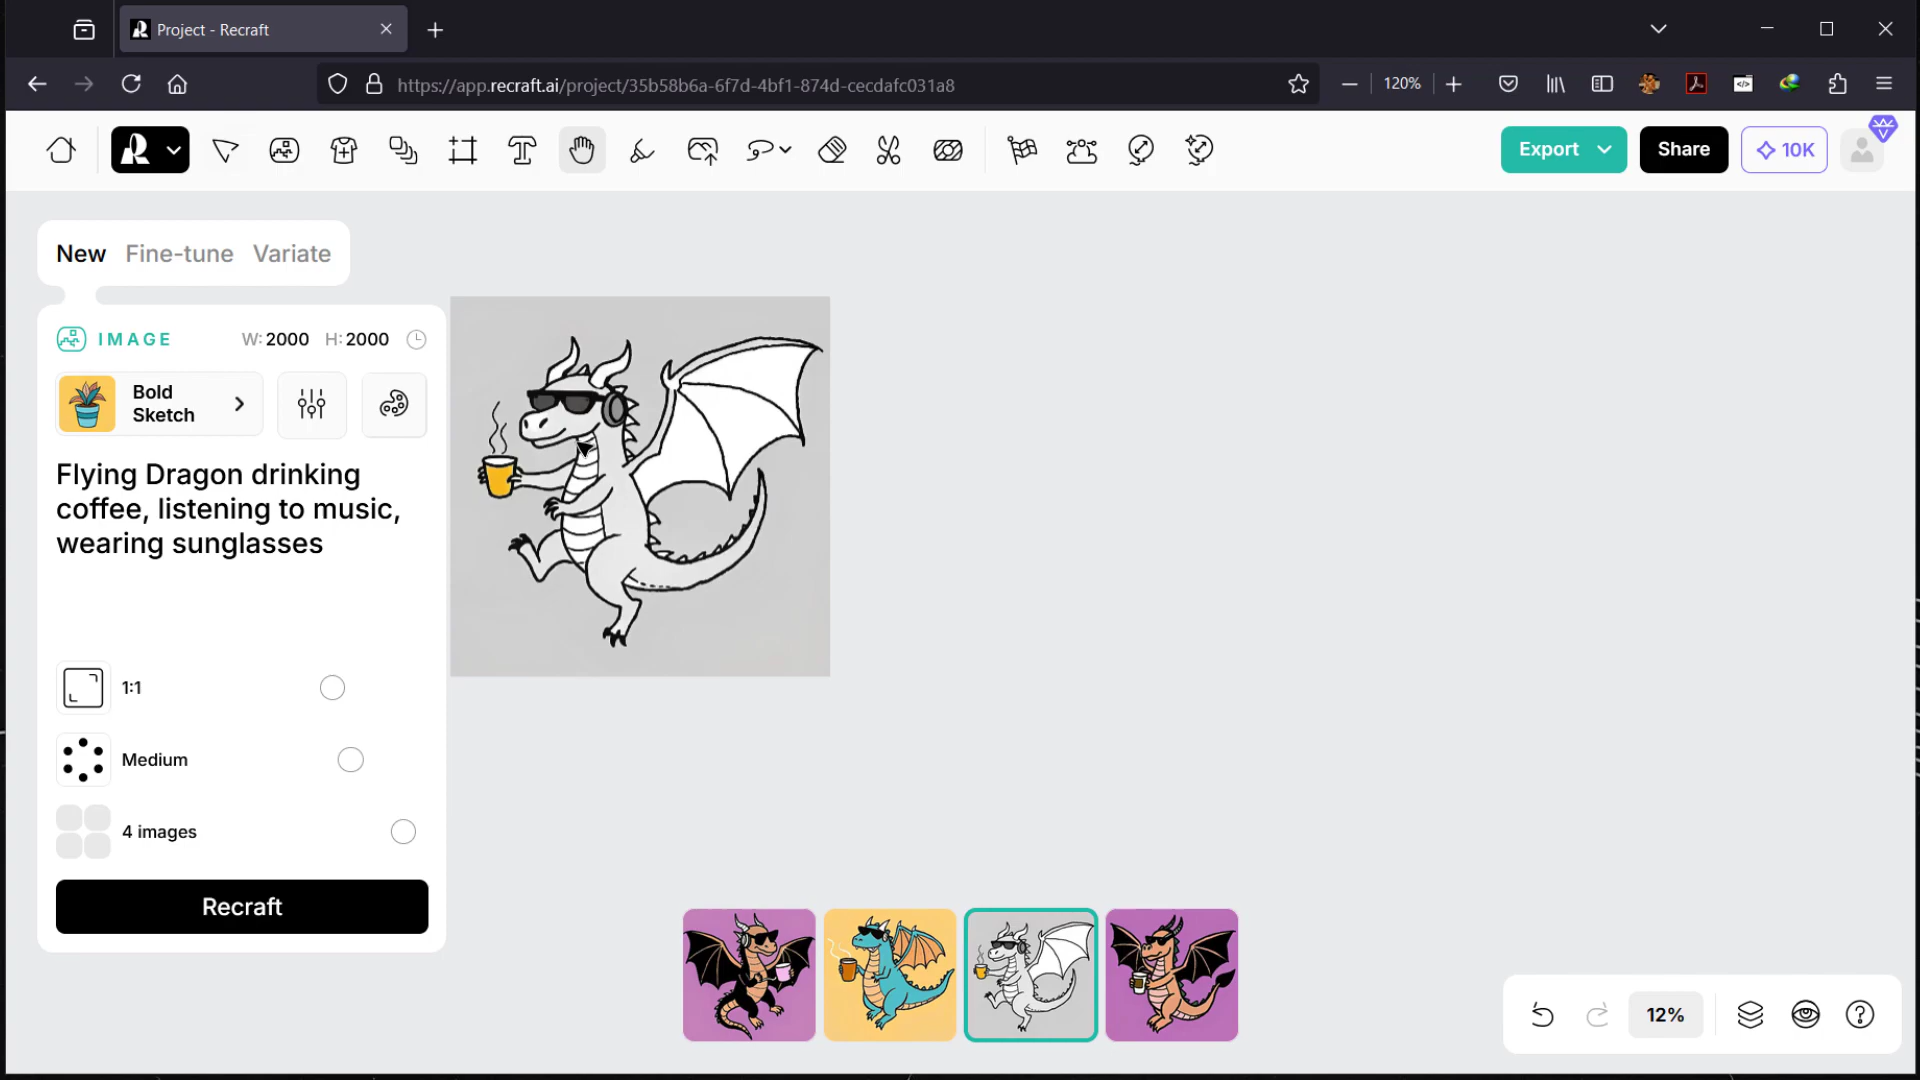 Project - Recraft
https://app.recraft.ai/project/35b58b6a-6f7d-4bf1-874d-cecdafc031a8
120%
Export
Share
10K
New Fine-tune Variate
IMAGE W: 2000 H: 2000
Bold
Sketch
Flying Dragon drinking
coffee, listening to music,
wearing sunglasses
1:1
Medium
4 images
Recraft
12%